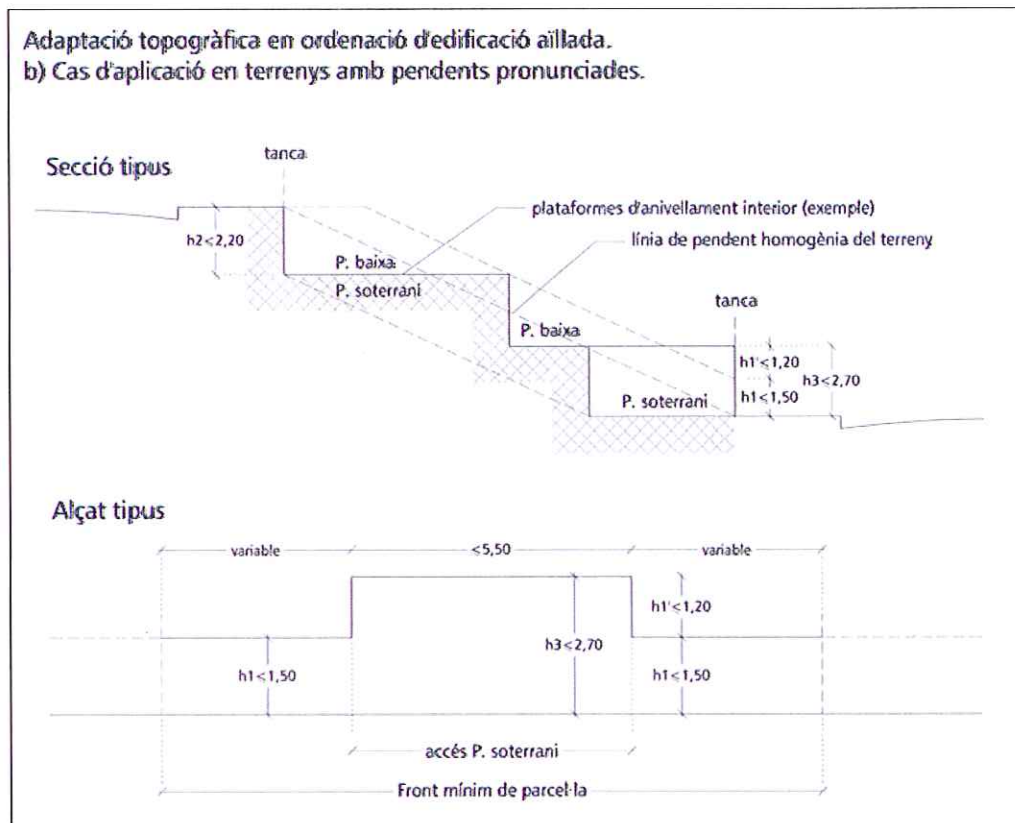 Adaptació topogràfica en ordenació d'edificació aïllada.
b) Cas d'aplicació en terrenys amb pendents pronunciades.
Secció tipus
tanca
plataformes d'anivellament interior (exemple)
h2<2,20
línia de pendent homogènia del terreny
P. baixa
P. soterrani
tanca
P. baixa
h1'<1,20
h3<2,70
h1<1,50
P. soterrani
Alçat tipus
variable
<5,50
variable
h1'<1,20
h3<2,70
h1<1,50
h1<1,50
accés P. soterrani
Front mínim de parcel·la